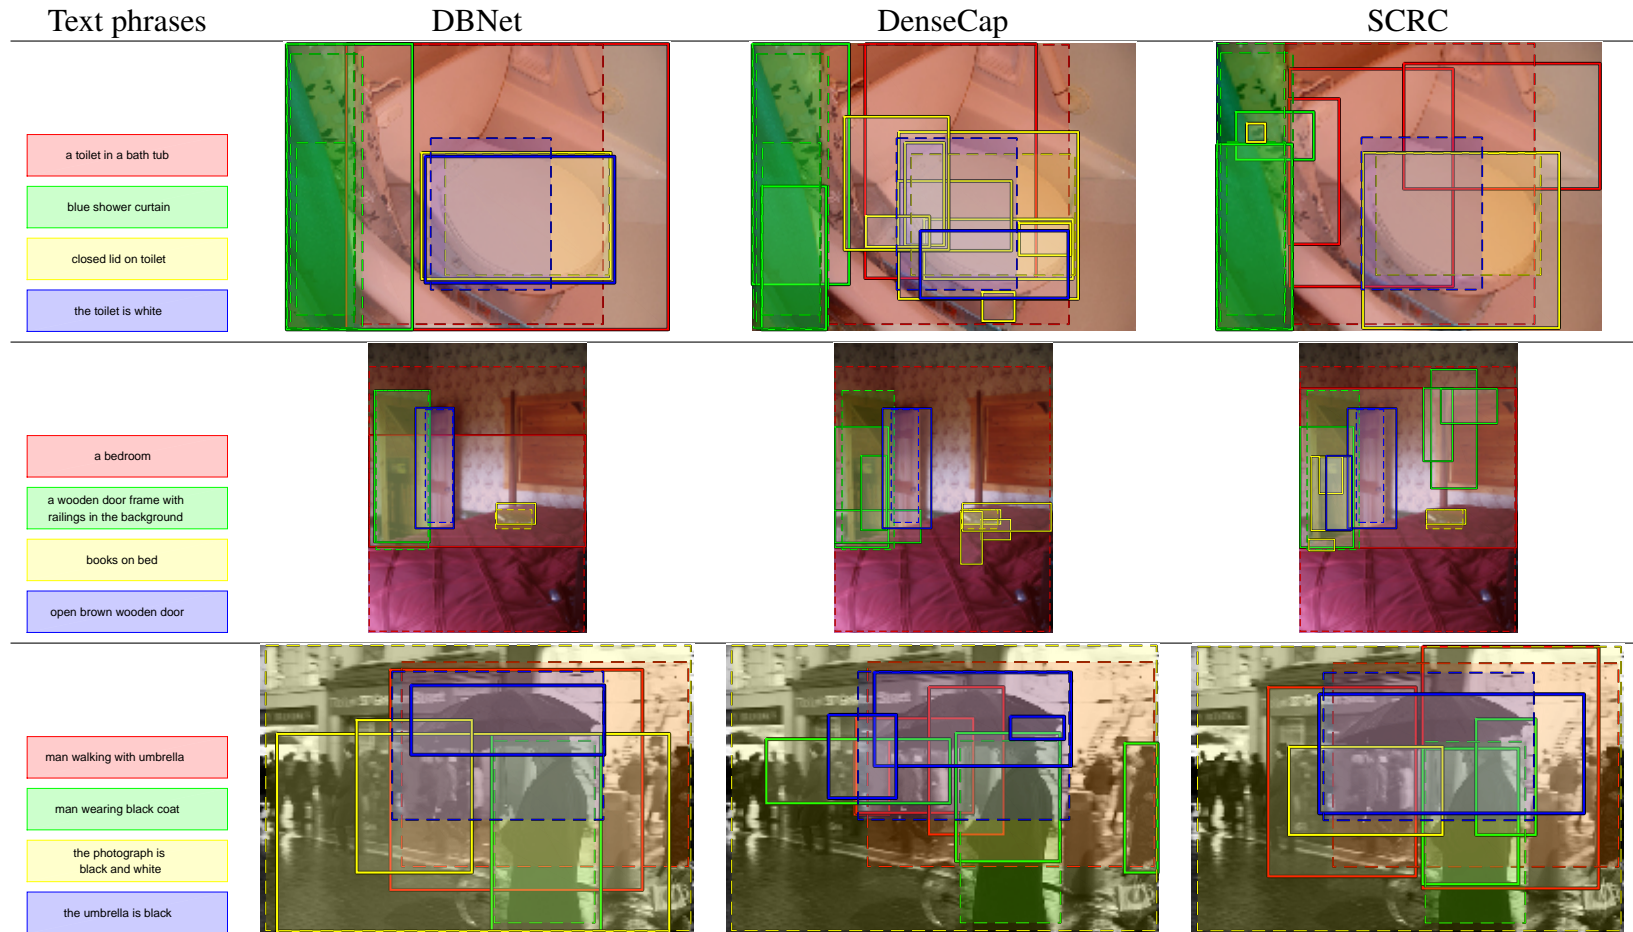 Text phrases DBNet DenseCap SCRC
a toilet in a bath tub
blue shower curtain
closed lid on toilet
the toilet is white
a bedroom
a wooden door frame with
railings in the background
books on bed
open brown wooden door
man walking with umbrella
man wearing black coat
the photograph is
black and white
the umbrella is black